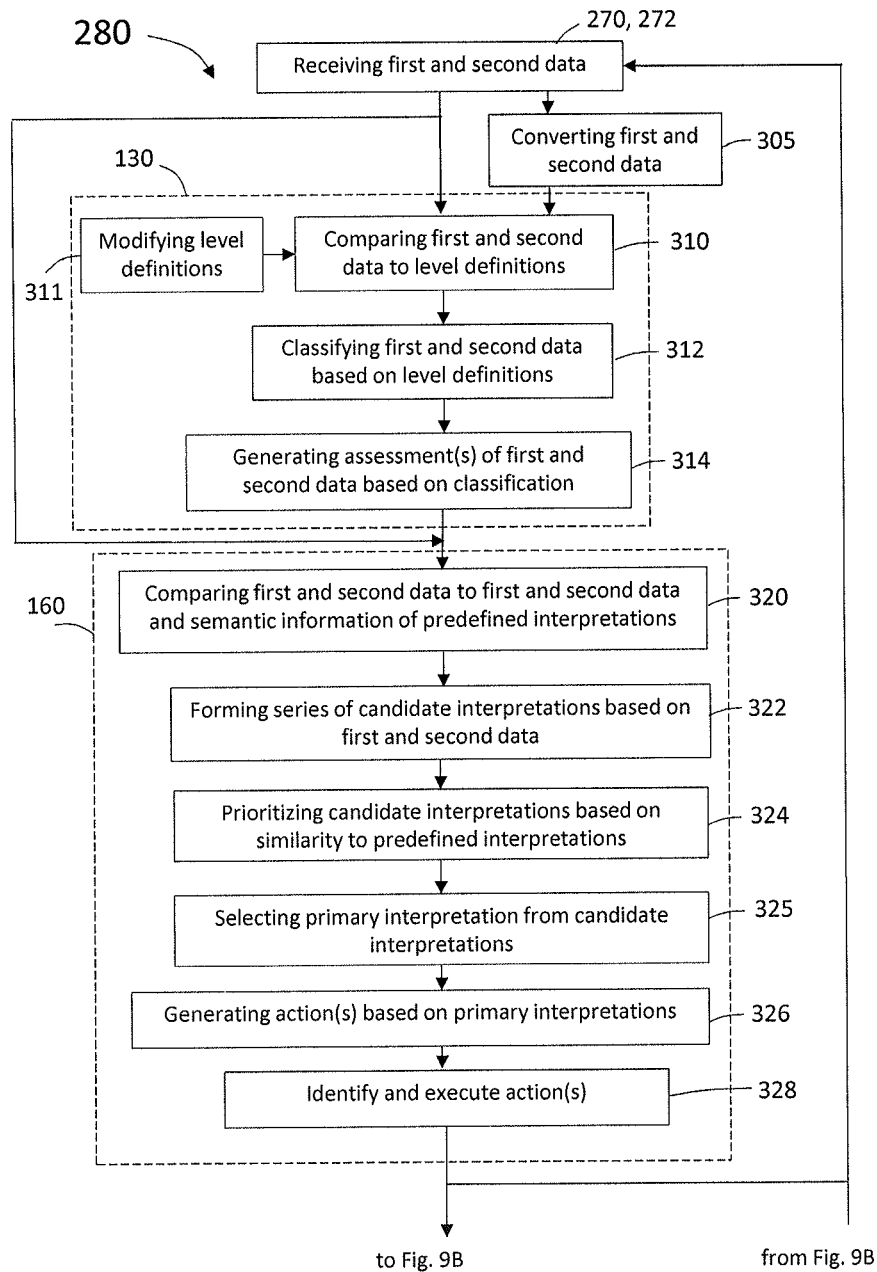 280
270, 272
Receiving first and second data
Converting first and
second data
305
130
Modifying level
definitions
311
Comparing first and second
data to level definitions
310
Classifying first and second data
based on level definitions
312
Generating assessment(s) of first and
second data based on classification
314
160
Comparing first and second data to first and second data
and semantic information of predefined interpretations
320
Forming series of candidate interpretations based on
first and second data
322
Prioritizing candidate interpretations based on
similarity to predefined interpretations
324
Selecting primary interpretation from candidate
interpretations
325
Generating action(s) based on primary interpretations
326
Identify and execute action(s)
328
to Fig. 9B
from Fig. 9B